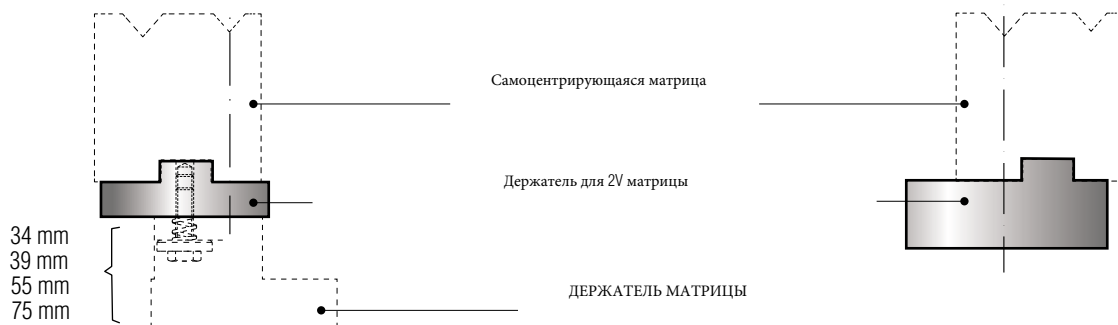 Самоцентрирующаяся матрица
Держатель для 2V матрицы
34 mm
39 mm
55 mm
75 mm
ДЕРЖАТЕЛЬ МАТРИЦЫ